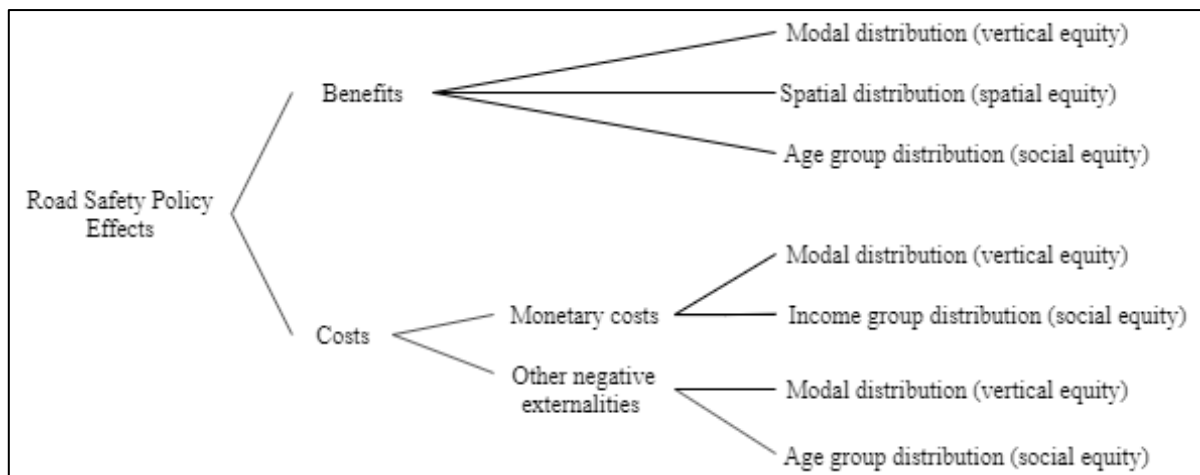 Modal distribution (vertical equity)
Benefits
Spatial distribution (spatial equity)
Age group distribution (social equity)
Road Safety Policy
Effects
Modal distribution (vertical equity)
Monetary costs
Income group distribution (social equity)
Costs
Other negative
externalities
Modal distribution (vertical equity)
Age group distribution (social equity)